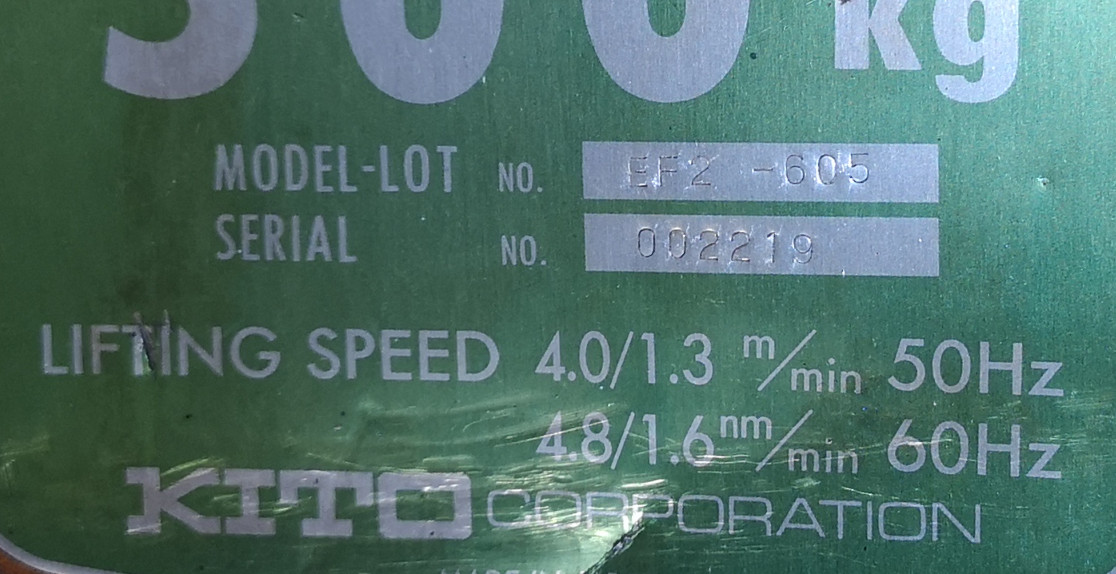 500 kg
MODEL-LOT NO. EF2 -605
SERIAL NO. 002219
LIFTING SPEED 4.0/1.3 m/min 50Hz
4.8/1.6 nm/min 60Hz
KITO CORPORATION